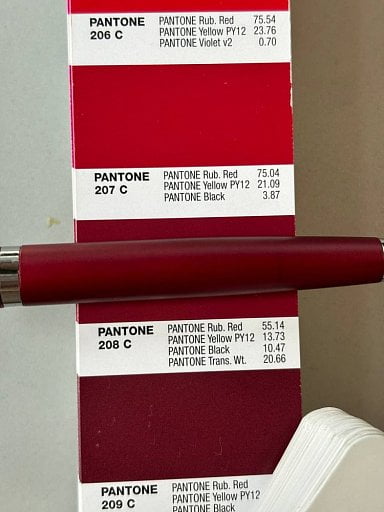 PANTONE
206 C
PANTONE Rub. Red 75.54
PANTONE Yellow PY12 23.76
PANTONE Violet v2 0.70
PANTONE
207 C
PANTONE Rub. Red 75.04
PANTONE Yellow PY12 21.09
PANTONE Black 3.87
PANTONE
208 C
PANTONE Rub. Red 55.14
PANTONE Yellow PY12 13.73
PANTONE Black 10.47
PANTONE Trans. Wt. 20.66
PANTONE
209 C
PANTONE Rub. Red
PANTONE Yellow PY12
PANTONE Black